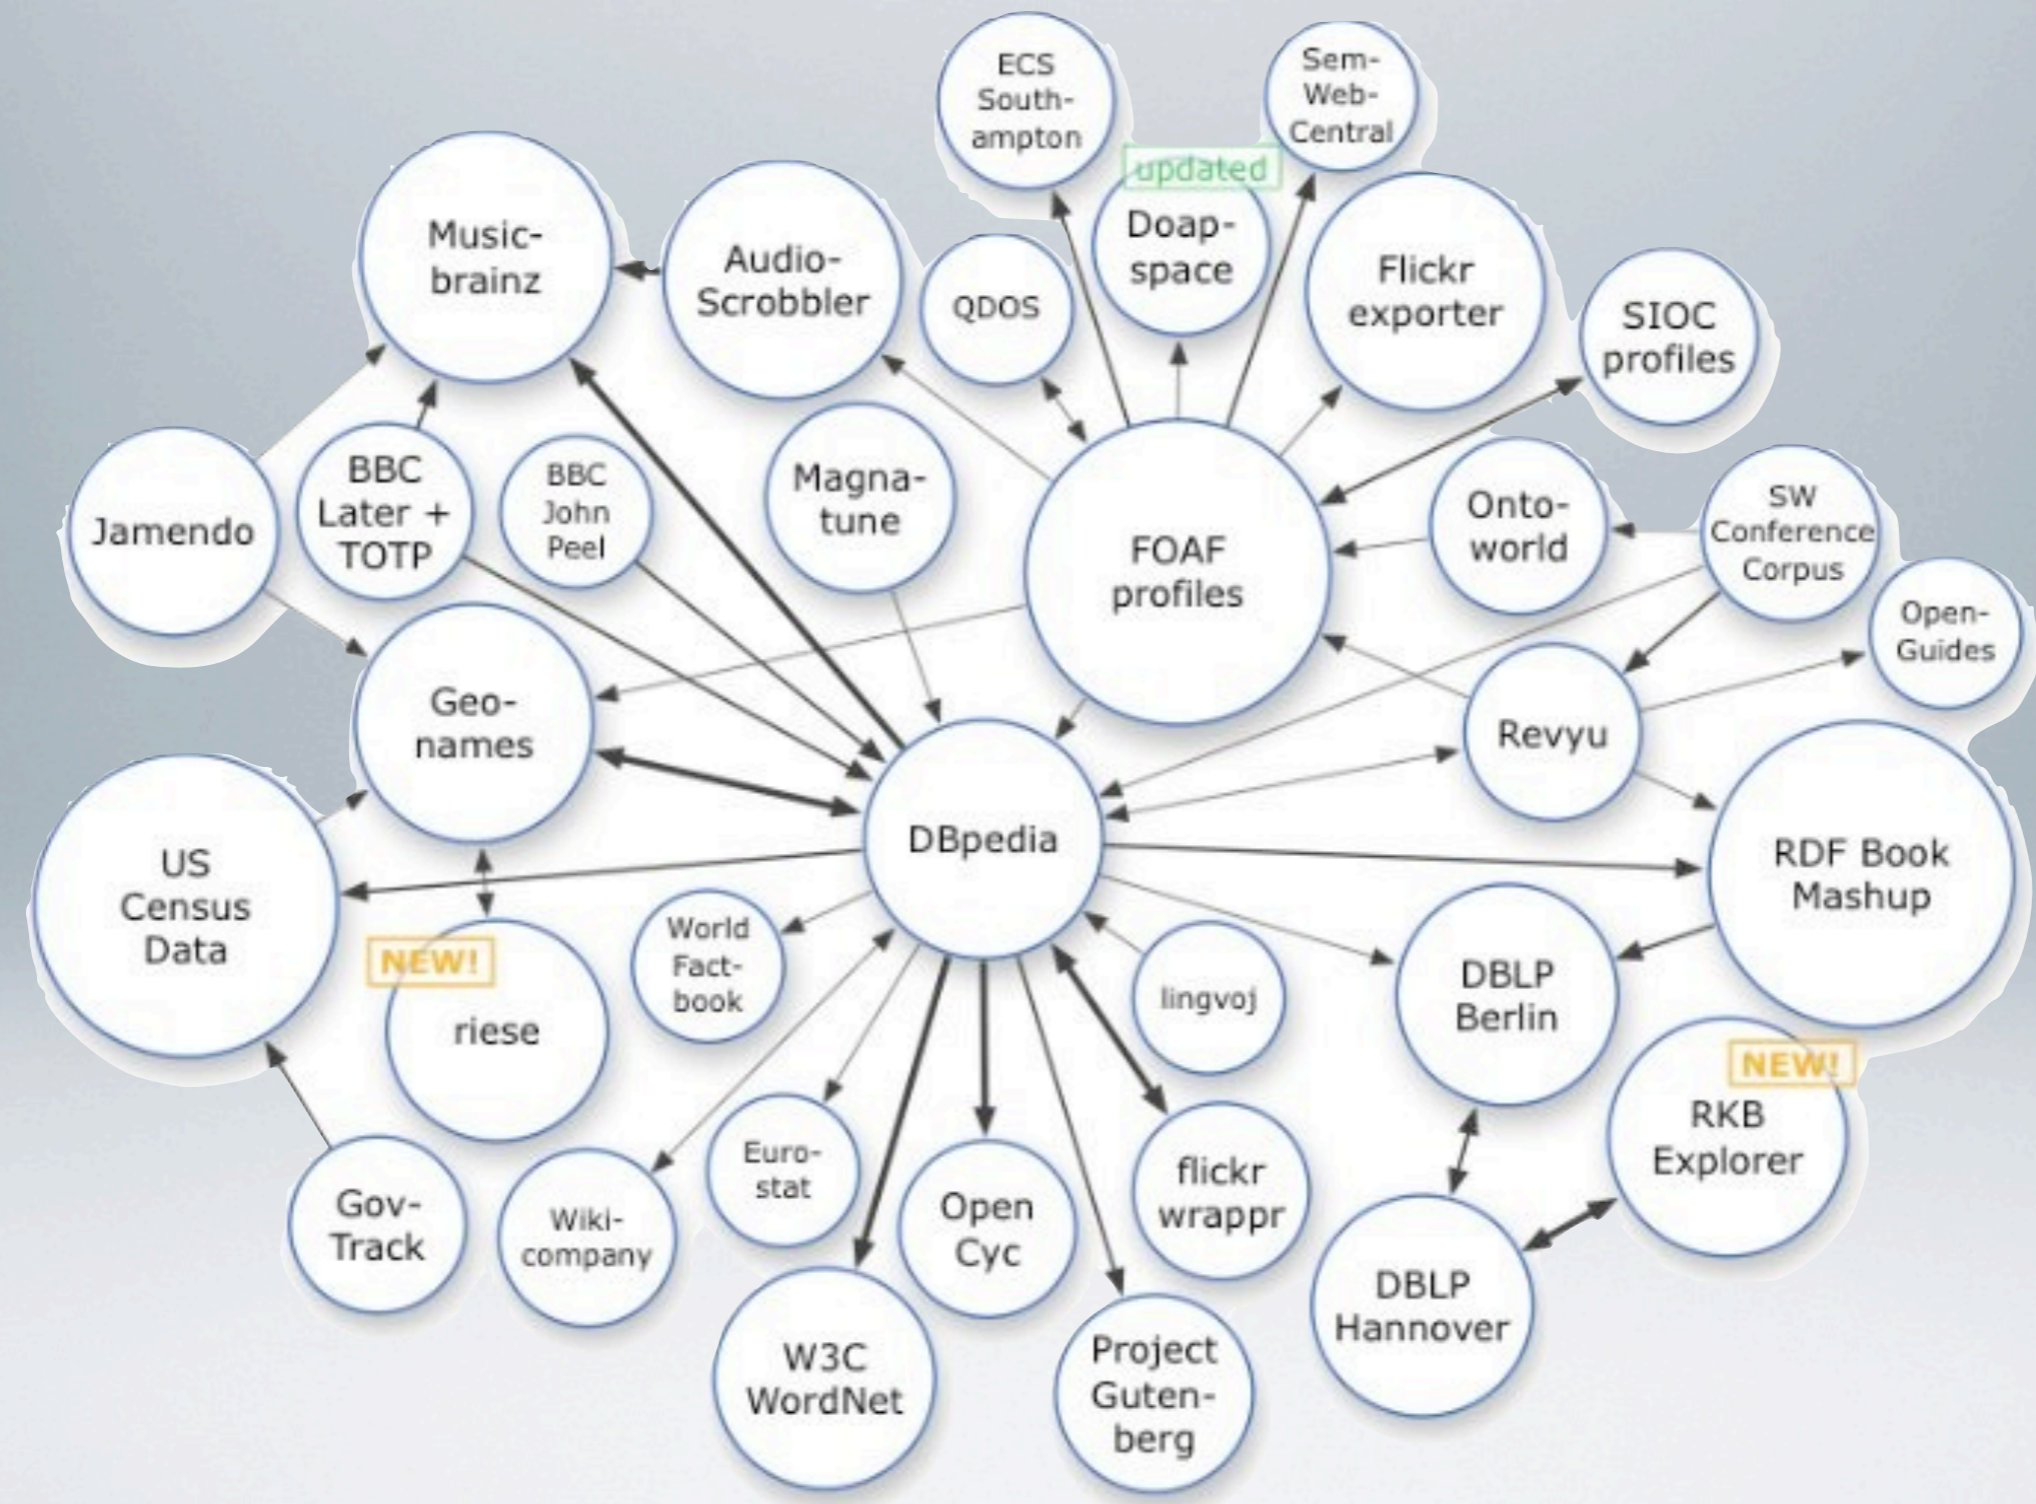 ECS
South-
ampton
Sem-
Web-
Central
updated
Doap-
space
Music-
brainz
Audio-
Scrobbler
QDOS
Flickr
exporter
SIOC
profiles
Jamendo
BBC
Later +
TOTP
BBC
John
Peel
Magna-
tune
FOAF
profiles
Onto-
world
SW
Conference
Corpus
Open-
Guides
Geo-
names
Revyu
DBpedia
RDF Book
Mashup
US
Census
Data
NEW!
riese
World
Fact-
book
lingvoj
DBLP
Berlin
NEW!
RKB
Explorer
Gov-
Track
Wiki-
company
Euro-
stat
Open
Cyc
flickr
wrappr
DBLP
Hannover
W3C
WordNet
Project
Guten-
berg